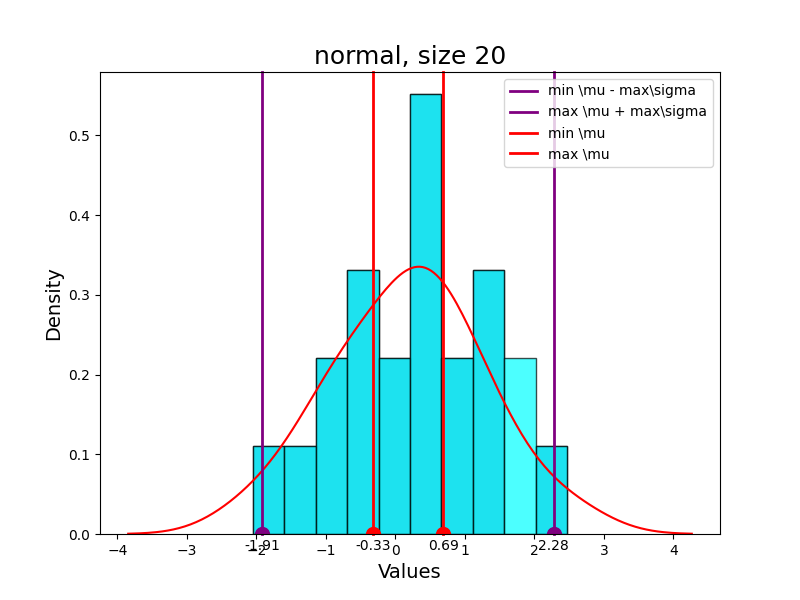 normal, size 20
min \mu - max\sigma
max \mu + max\sigma
min \mu
max \mu
0.5
0.4
0.3
0.2
0.1
0.0
Density
−4
−3
−2
−1
0
1
2
3
4
-1.91
-0.33
0.69
2.28
Values